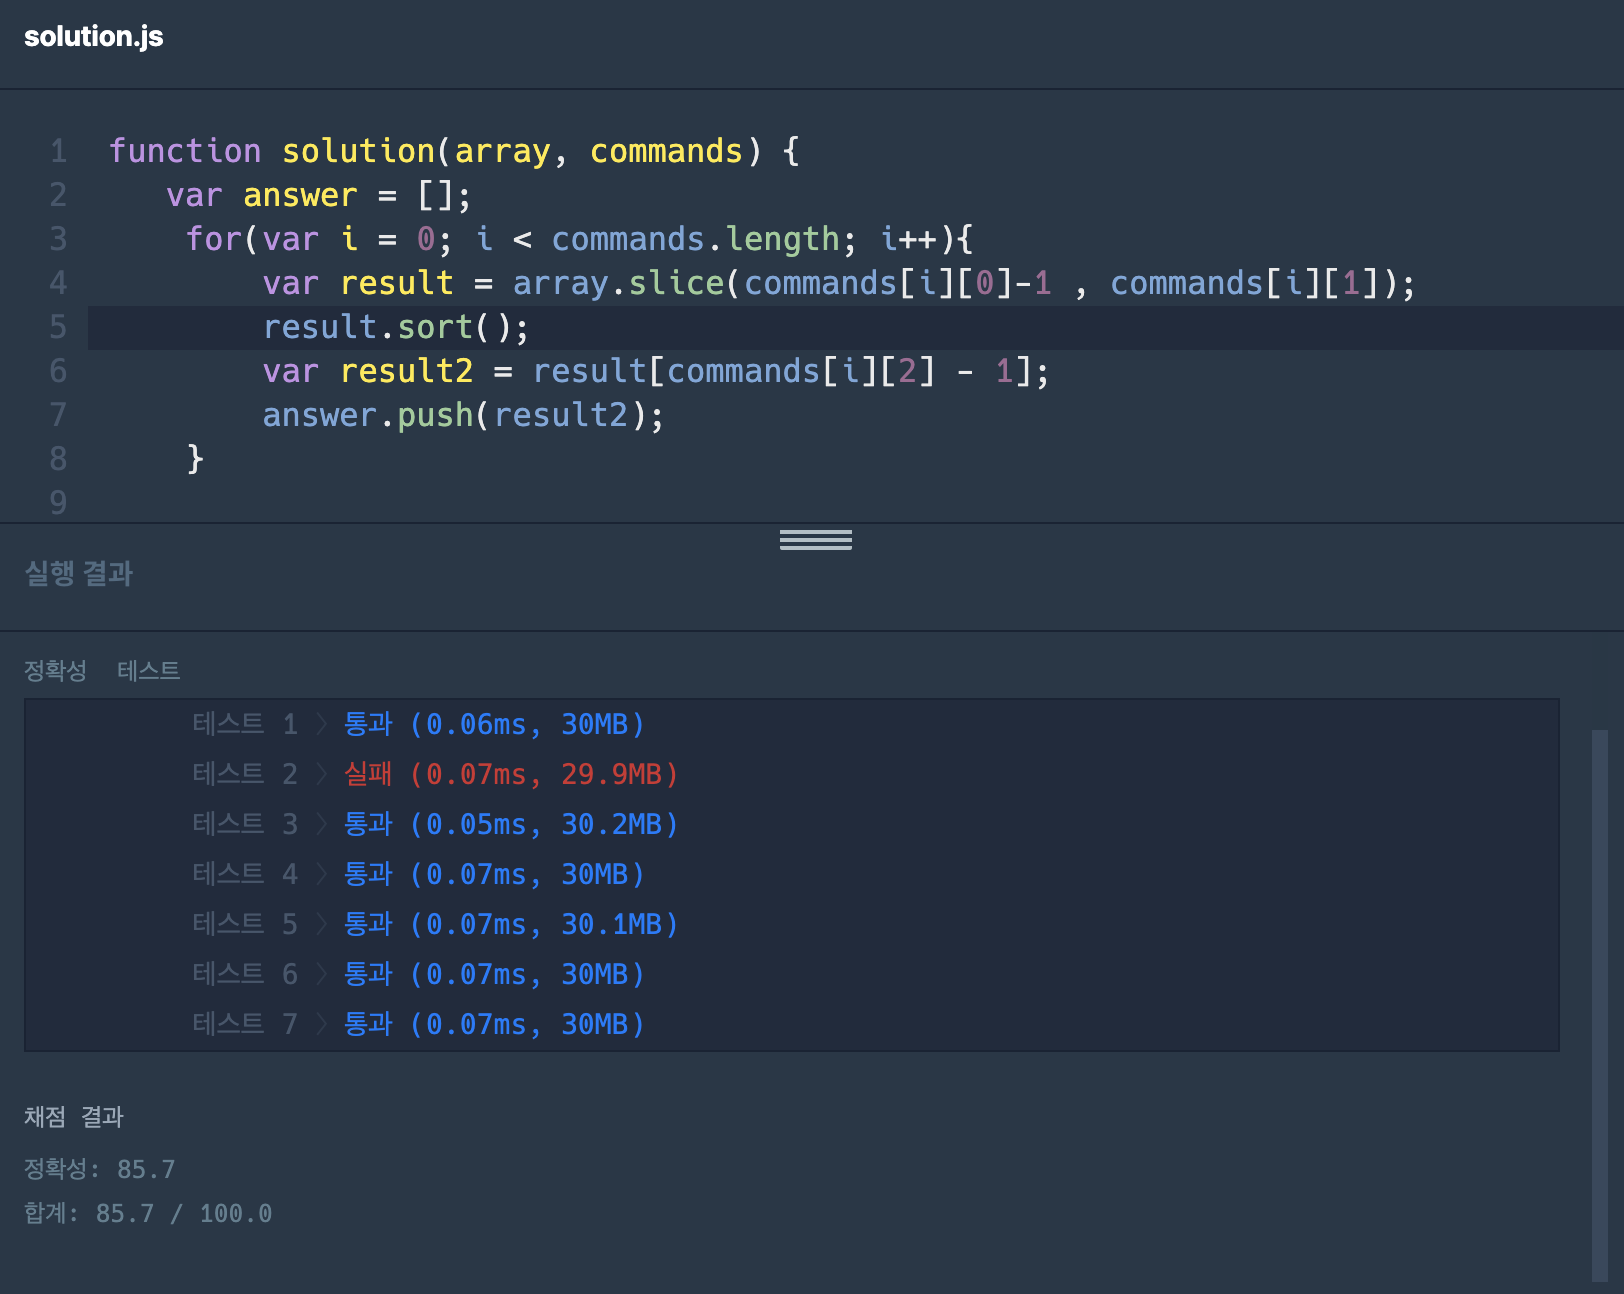 solution.js
1 function solution(array, commands) {
2 var answer = [];
3 for(var i = 0; i < commands.length; i++){
4 var result = array.slice(commands[i][0]-1 , commands[i][1]);
5 result.sort();
6 var result2 = result[commands[i][2] - 1];
7 answer.push(result2);
8 }
9
실행 결과
정확성 테스트
테스트 1 〉 통과 (0.06ms, 30MB)
테스트 2 〉 실패 (0.07ms, 29.9MB)
테스트 3 〉 통과 (0.05ms, 30.2MB)
테스트 4 〉 통과 (0.07ms, 30MB)
테스트 5 〉 통과 (0.07ms, 30.1MB)
테스트 6 〉 통과 (0.07ms, 30MB)
테스트 7 〉 통과 (0.07ms, 30MB)
채점 결과
정확성: 85.7
합계: 85.7 / 100.0